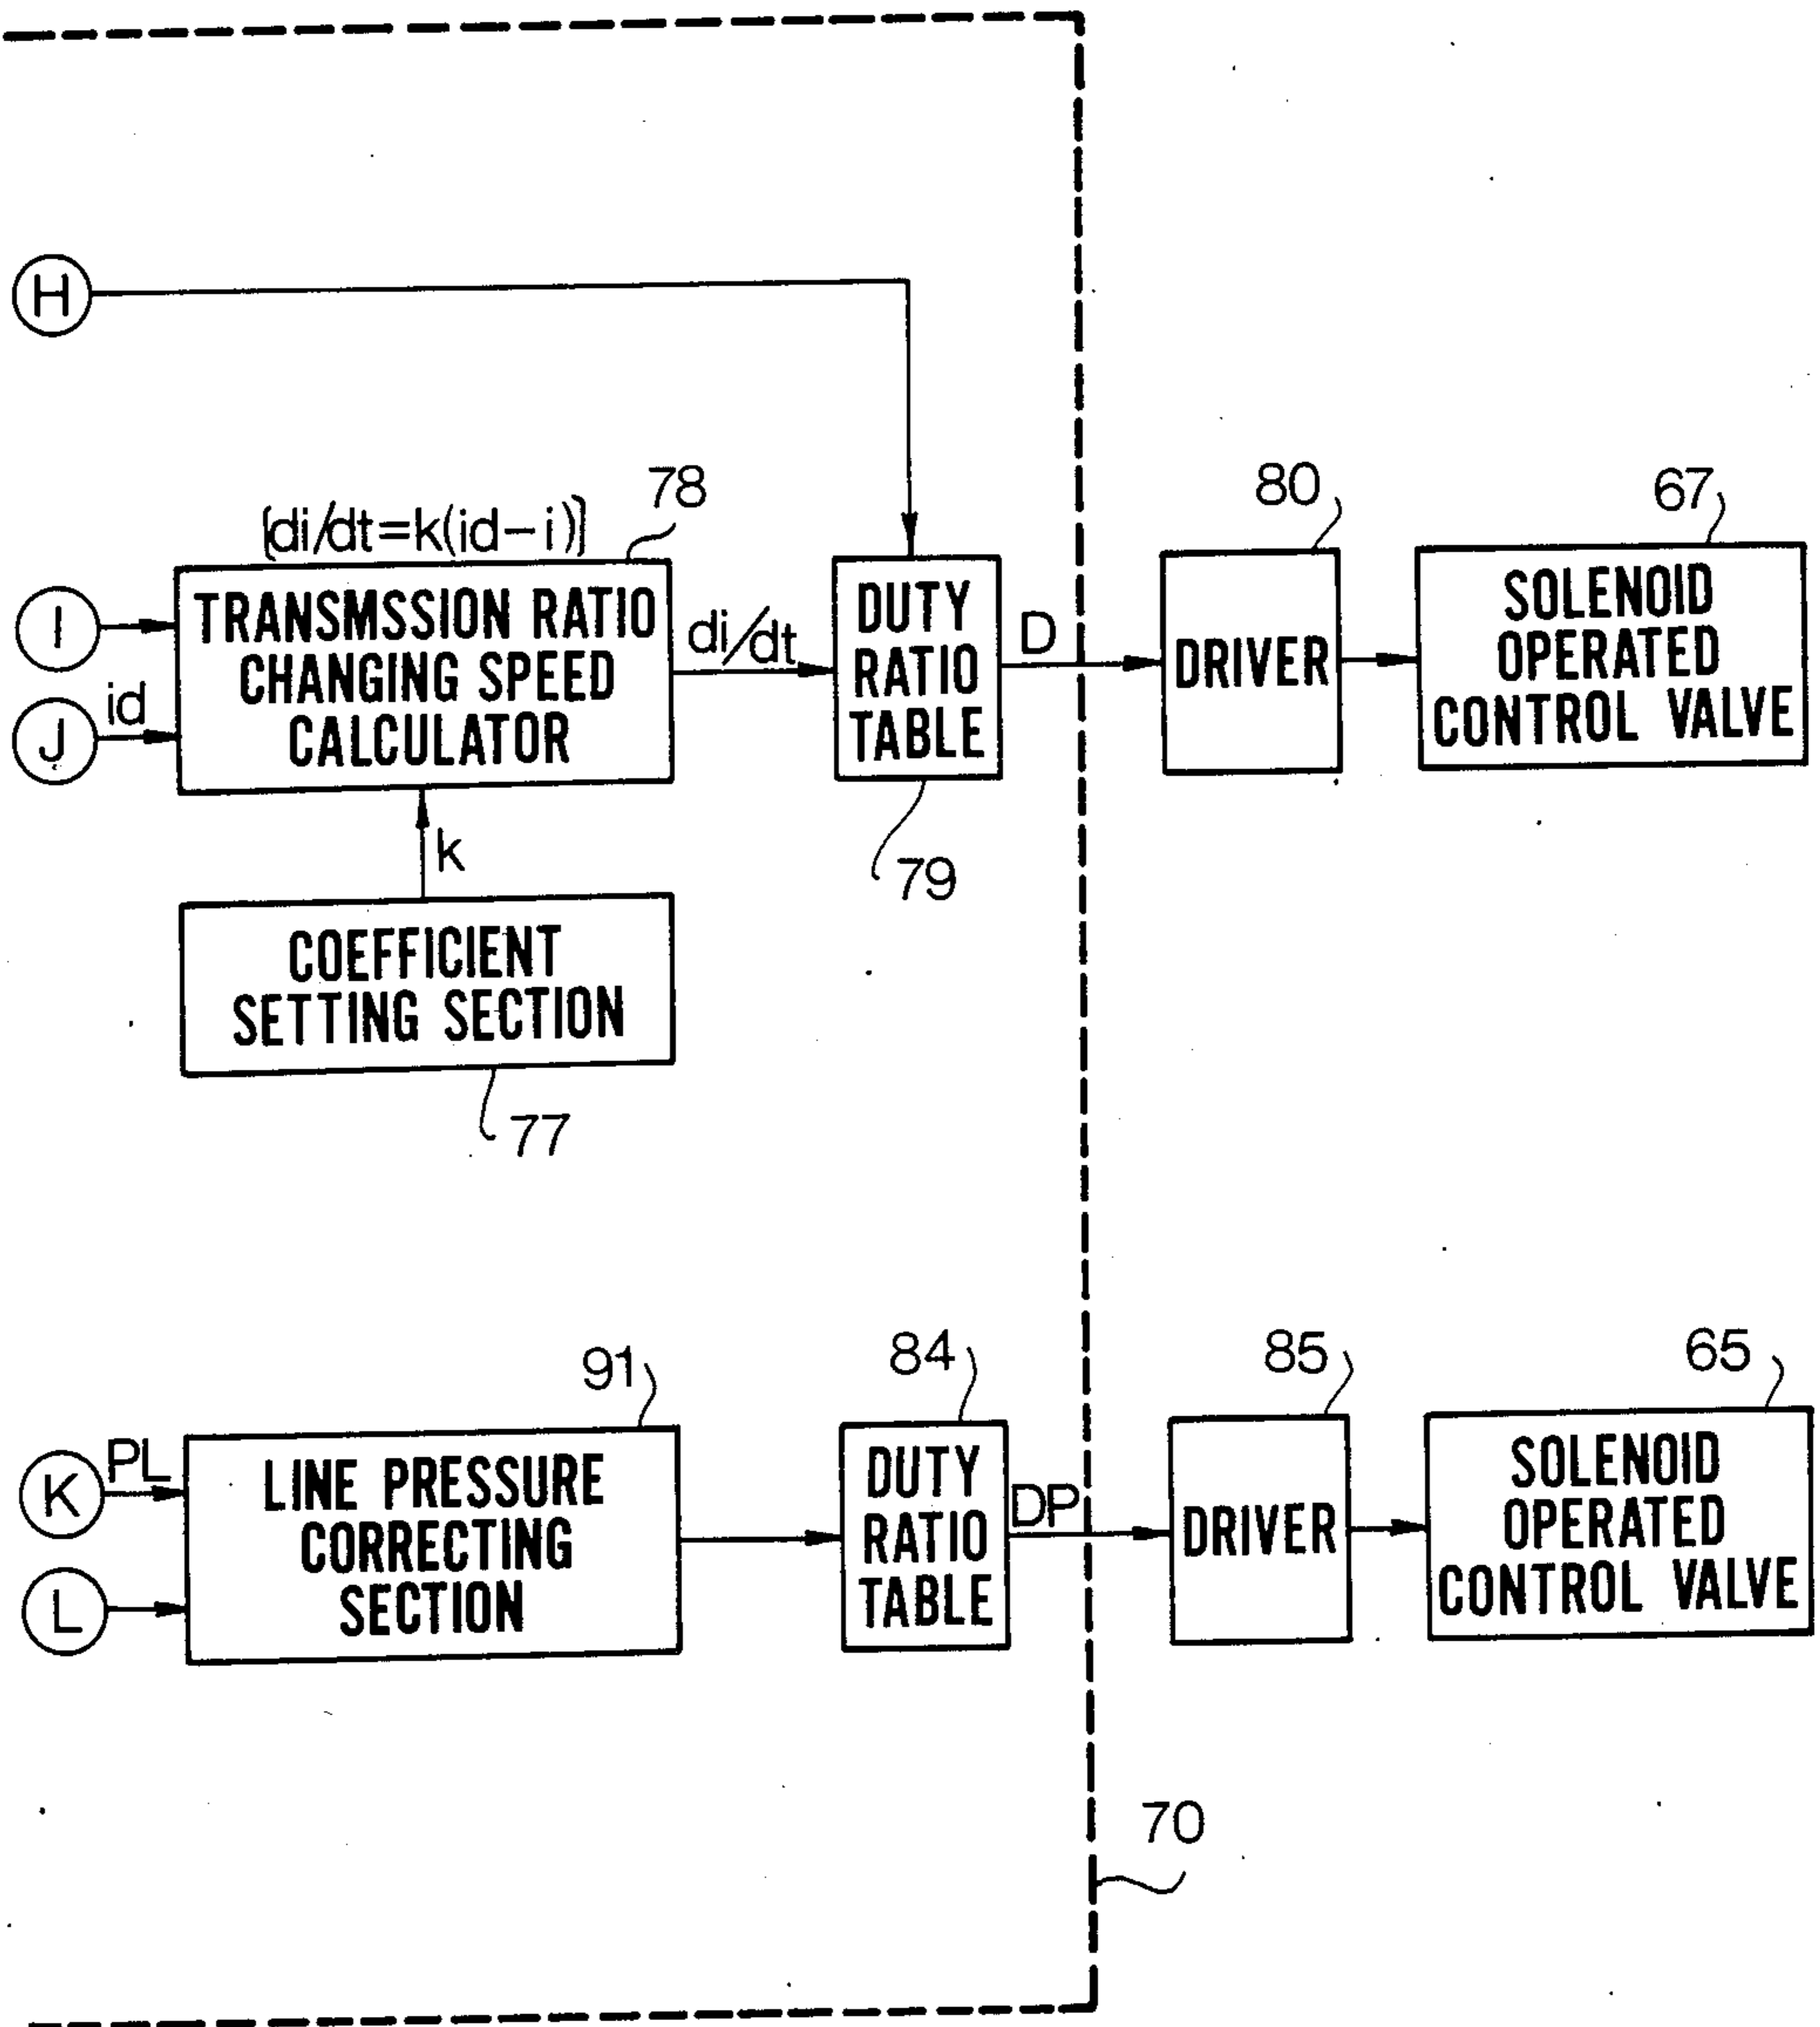 H
78
80
67
[di/dt=k(id-i)]
I
TRANSMSSION RATIO
CHANGING SPEED
CALCULATOR
di/dt
DUTY
RATIO
TABLE
D
DRIVER
SOLENOID
OPERATED
CONTROL VALVE
J
id
k
79
COEFFICIENT
SETTING SECTION
77
91
84
85
65
K
PL
LINE PRESSURE
CORRECTING
SECTION
DUTY
RATIO
TABLE
DP
DRIVER
SOLENOID
OPERATED
CONTROL VALVE
L
70